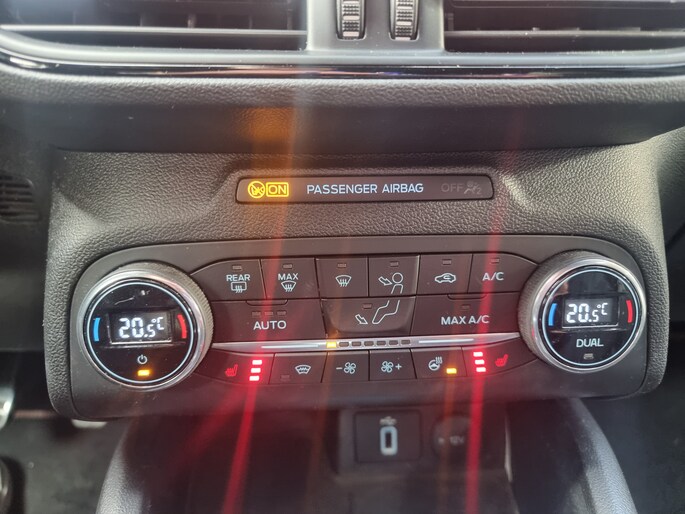 ON PASSENGER AIRBAG OFF
REAR MAX A/C
20.5°C AUTO MAX A/C 20.5°C
DUAL